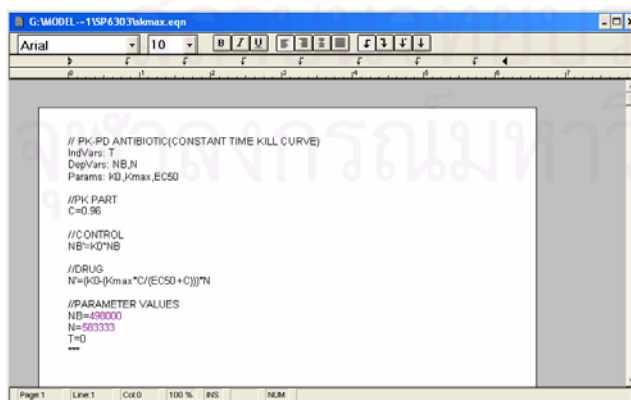 G:\MODEL--1\SP6303\skmax.eqn
Arial 10 B I U
// PK-PD ANTIBIOTIC(CONSTANT TIME KILL CURVE)
IndVars: T
DepVars: NB,N
Params: K0,Kmax,EC50
//PK PART
C=0.96
//CONTROL
NB'=K0*NB
//DRUG
N'=(K0-(Kmax*C/(EC50+C)))*N
//PARAMETER VALUES
NB=498000
N=583333
T=0
***
Page:1 Line:1 Col:0 100 % INS NUM